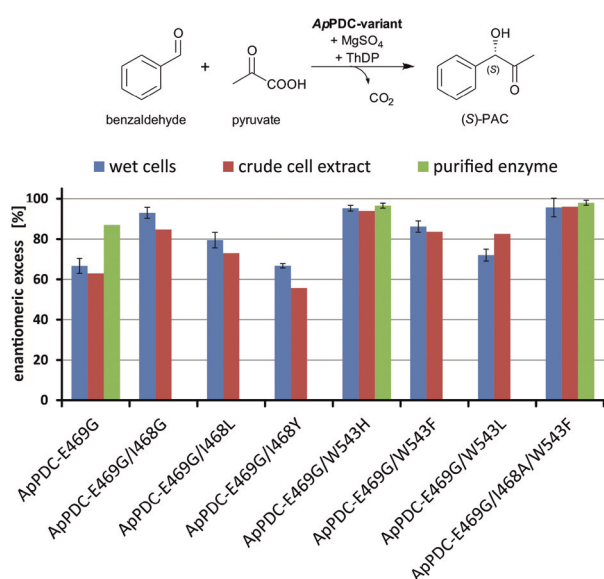 O
O
ApPDC-variant
+ MgSO4
+ ThDP
OH
+
COOH
(S)
CO2
O
benzaldehyde
pyruvate
(S)-PAC
wet cells
crude cell extract
purified enzyme
enantiomeric excess [%]
100
80
60
40
20
0
ApPDC-E469G
ApPDC-E469G/I468G
ApPDC-E469G/I468L
ApPDC-E469G/I468Y
ApPDC-E469G/W543H
ApPDC-E469G/W543F
ApPDC-E469G/W543L
ApPDC-E469G/I468A/W543F